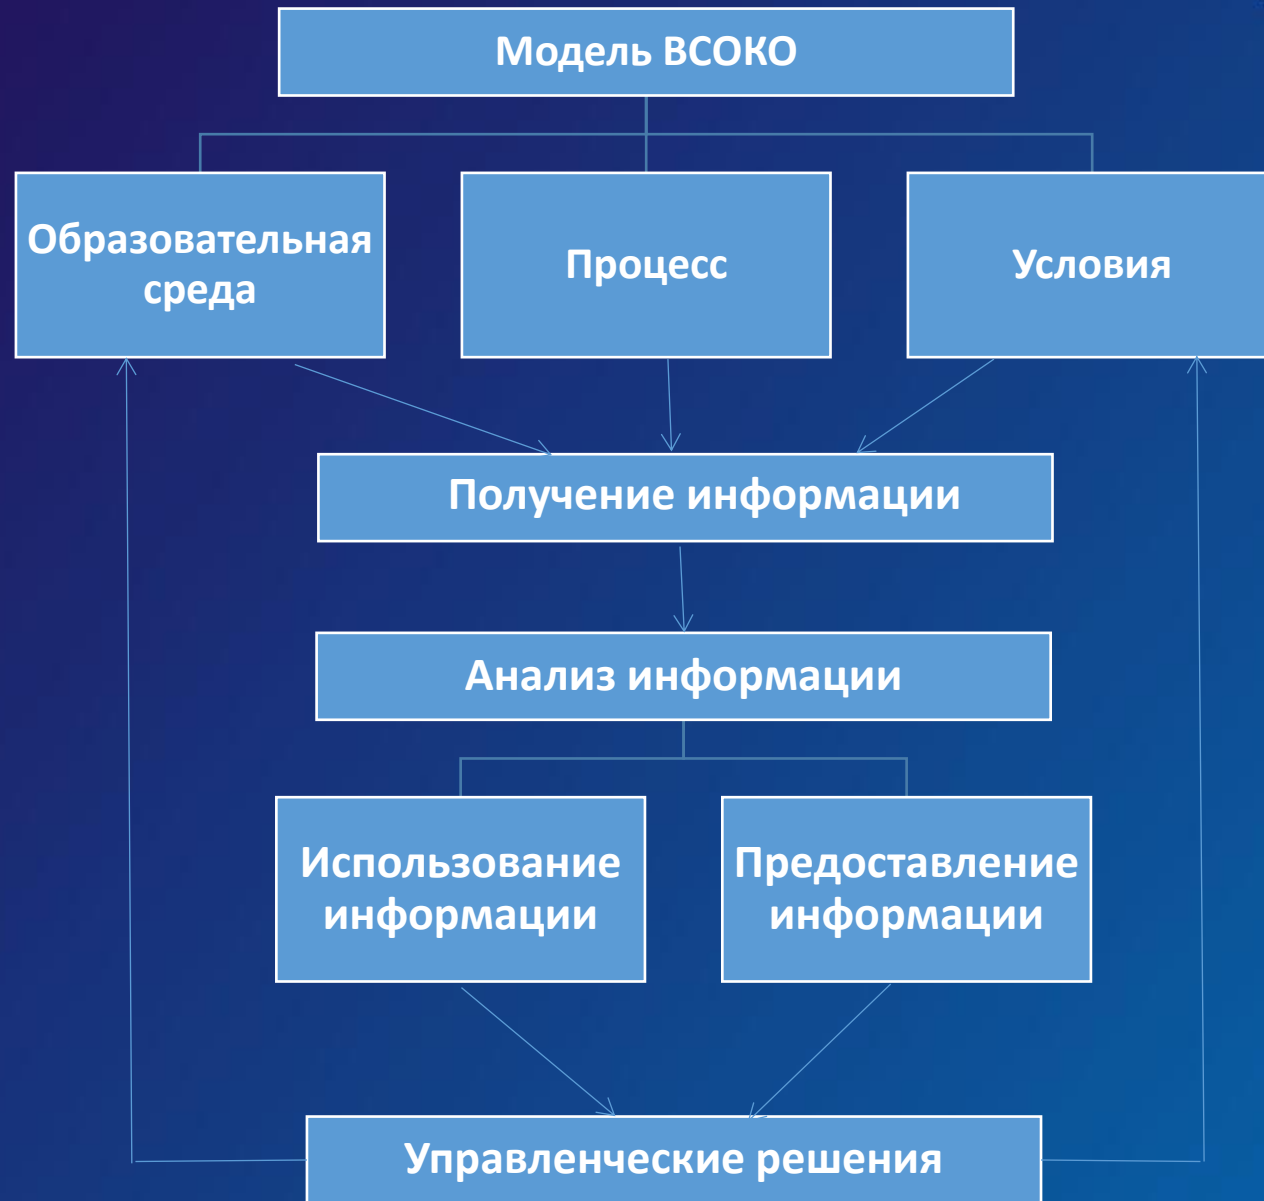 Модель ВСОКО
Образовательная
среда
Процесс
Условия
Получение информации
Анализ информации
Использование
информации
Предоставление
информации
Управленческие решения